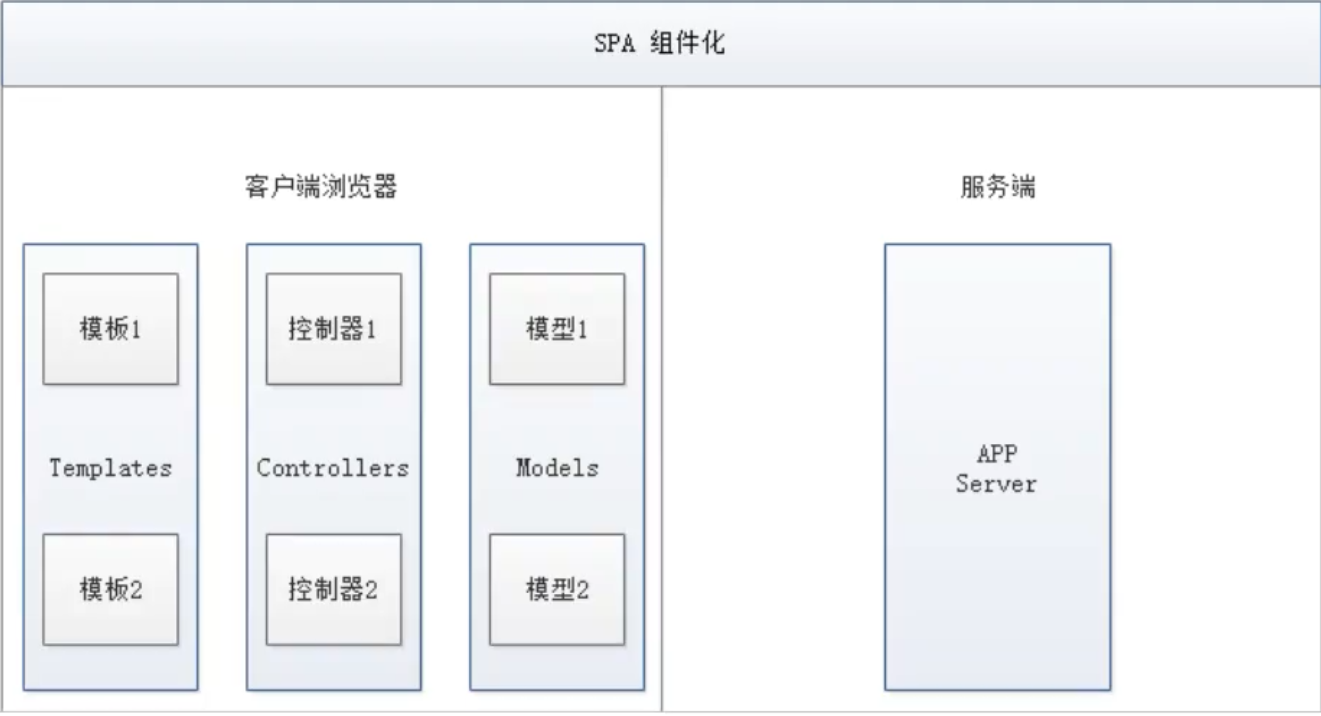 SPA 组件化
客户端浏览器
服务端
模板1
控制器1
模型1
Templates
Controllers
Models
APP
Server
模板2
控制器2
模型2